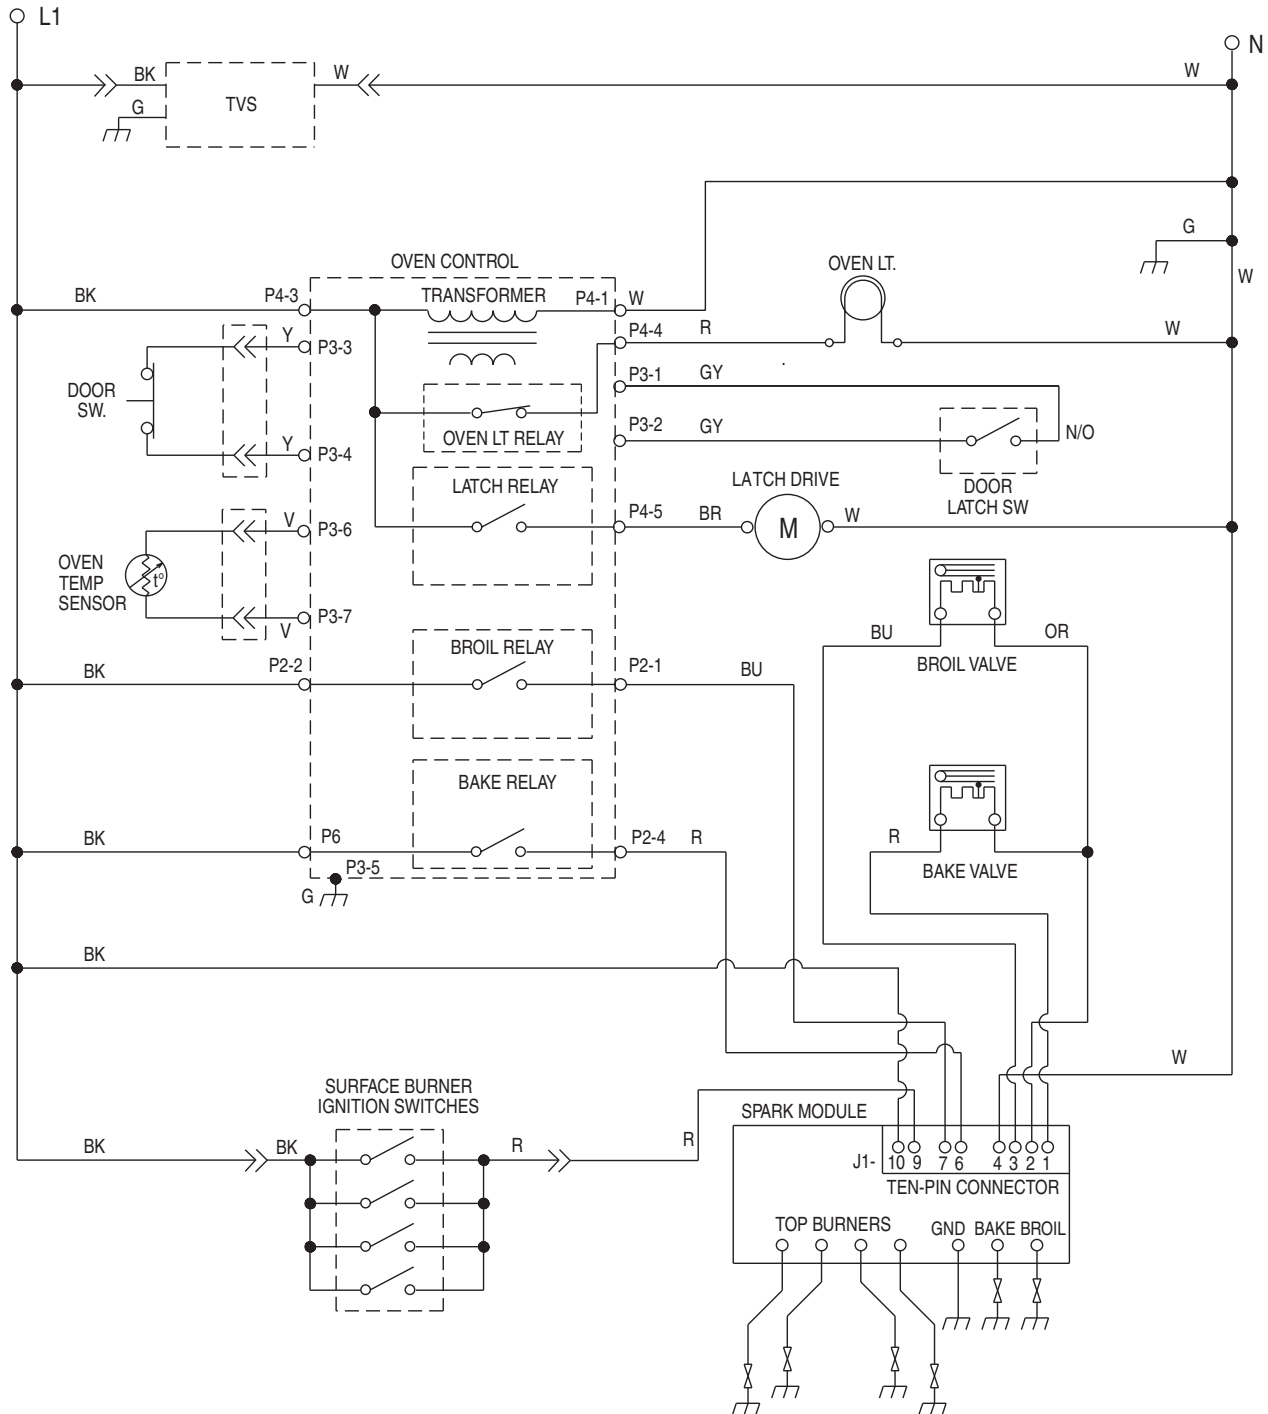 L1
N
BK
W
W
G
TVS
G
OVEN CONTROL
OVEN LT.
W
BK
P4-3
TRANSFORMER
P4-1
W
P4-4
R
W
Y
P3-3
P3-1
GY
DOOR
SW.
P3-2
GY
N/O
OVEN LT RELAY
Y
P3-4
LATCH RELAY
LATCH DRIVE
DOOR
LATCH SW
V
P3-6
P4-5
BR
M
W
OVEN
TEMP
SENSOR
t°
V
P3-7
BROIL RELAY
BU
OR
BROIL VALVE
BK
P2-2
P2-1
BU
BAKE RELAY
BK
P6
P2-4
R
R
BAKE VALVE
P3-5
G
BK
W
SURFACE BURNER
IGNITION SWITCHES
SPARK MODULE
BK
BK
R
R
J1-
10 9 7 6 4 3 2 1
TEN-PIN CONNECTOR
TOP BURNERS
GND BAKE BROIL